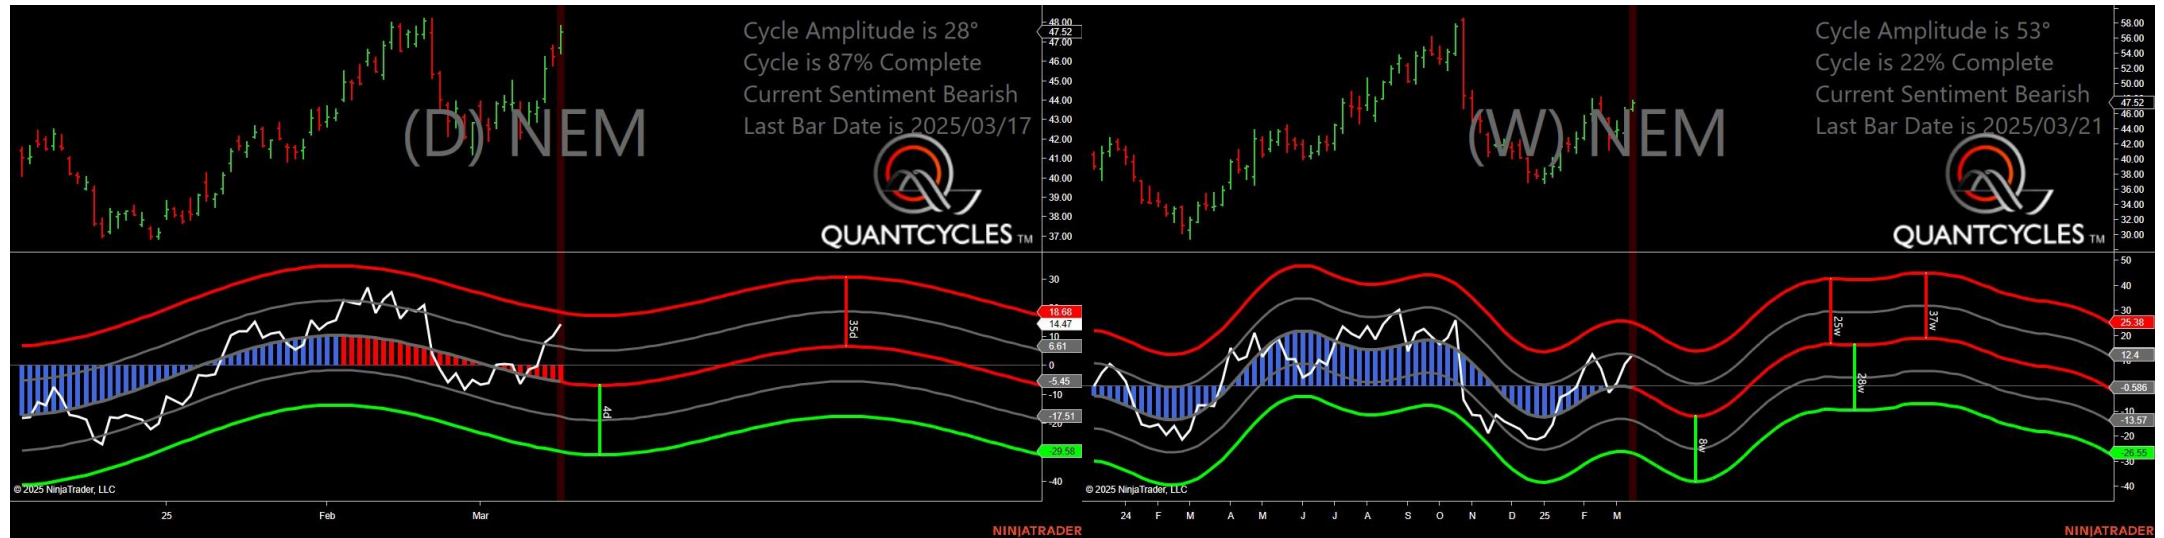 Cycle Amplitude is 28°
Cycle is 87% Complete
Current Sentiment Bearish
Last Bar Date is 2025/03/17
(D) NEM
QUANTCYCLES TM
48.00
47.52
47.00
46.00
45.00
44.00
43.00
42.00
41.00
40.00
39.00
38.00
37.00
30
18.68
14.47
6.61
0
-5.45
-10
-17.51
-20
-29.58
-40
35d
4d
© 2025 NinjaTrader, LLC
25
Feb
Mar
NINJATRADER
Cycle Amplitude is 53°
Cycle is 22% Complete
Current Sentiment Bearish
Last Bar Date is 2025/03/21
(W) NEM
QUANTCYCLES TM
58.00
56.00
54.00
52.00
50.00
47.52
46.00
44.00
42.00
40.00
38.00
36.00
34.00
32.00
30.00
50
40
30
25.38
20
12.4
-0.586
-10
-13.57
-20
-26.55
-30
-40
25w
37w
28w
8w
© 2025 NinjaTrader, LLC
24
F
M
A
M
J
J
A
S
O
N
D
25
F
M
NINJATRADER